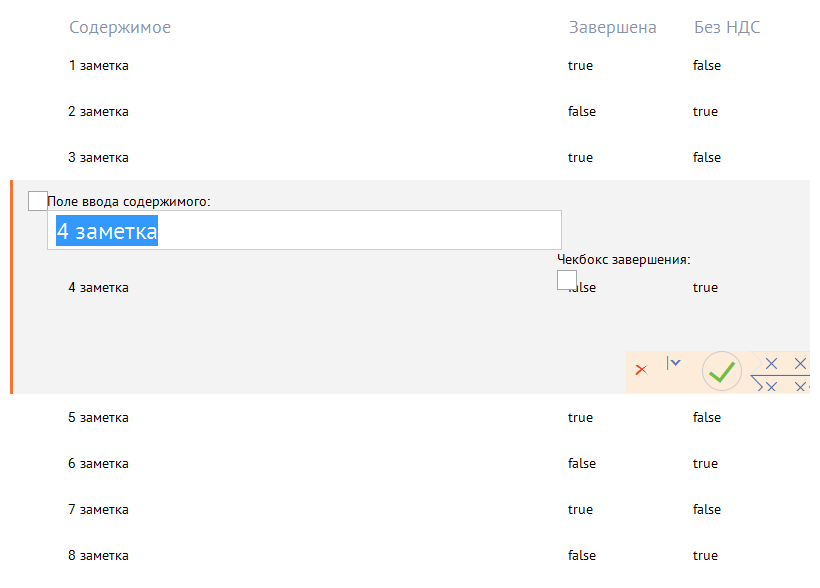 Содержимое Завершена Без НДС
1 заметка true false
2 заметка false true
3 заметка true false
Поле ввода содержимого:
4 заметка
Чекбокс завершения:
4 заметка false true
5 заметка true false
6 заметка false true
7 заметка true false
8 заметка false true